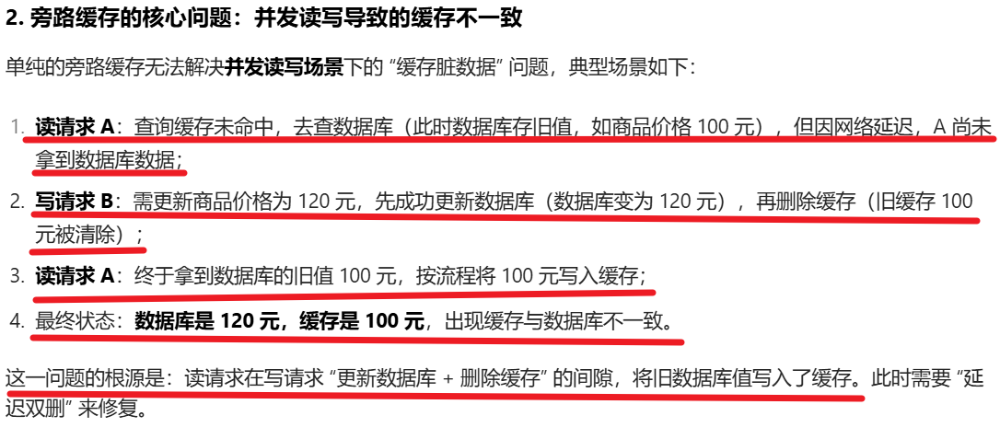 2. 旁路缓存的核心问题：并发读写导致的缓存不一致
单纯的旁路缓存无法解决并发读写场景下的 “缓存脏数据” 问题，典型场景如下：
1. 读请求 A：查询缓存未命中，去查数据库（此时数据库存旧值，如商品价格 100 元），但因网络延迟，A 尚未
拿到数据库数据；
2. 写请求 B：需更新商品价格为 120 元，先成功更新数据库（数据库变为 120 元），再删除缓存（旧缓存 100
元被清除）；
3. 读请求 A：终于拿到数据库的旧值 100 元，按流程将 100 元写入缓存；
4. 最终状态：数据库是 120 元，缓存是 100 元，出现缓存与数据库不一致。
这一问题的根源是：读请求在写请求 “更新数据库 + 删除缓存” 的间隙，将旧数据库值写入了缓存。此时需要 “延
迟双删” 来修复。